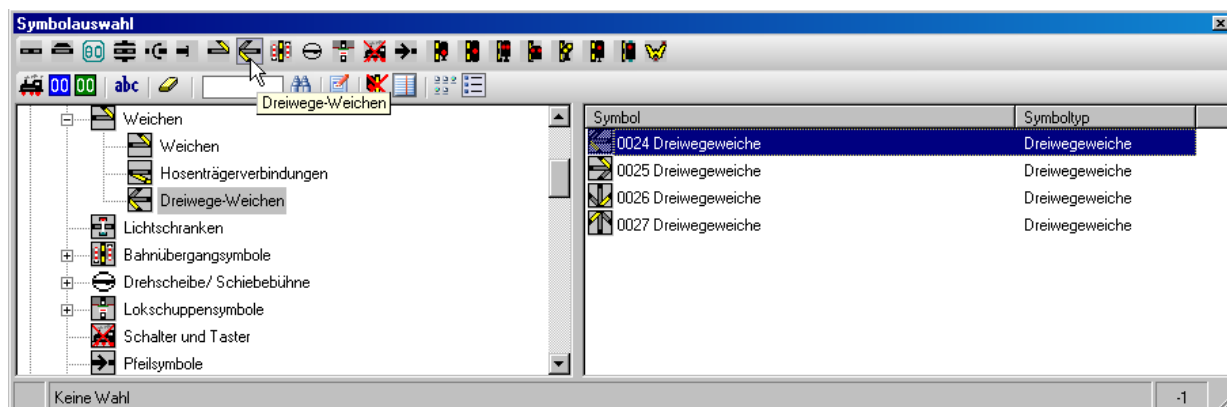 Symbolauswahl
80
00 00 abc
Dreiwege-Weichen
Weichen
Weichen
Hosenträgerverbindungen
Dreiwege-Weichen
Lichtschranken
Bahnübergangsymbole
Drehscheibe/ Schiebebühne
Lokschuppensymbole
Schalter und Taster
Pfeilsymbole
Symbol Symboltyp
0024 Dreiwegeweiche Dreiwegeweiche
0025 Dreiwegeweiche Dreiwegeweiche
0026 Dreiwegeweiche Dreiwegeweiche
0027 Dreiwegeweiche Dreiwegeweiche
Keine Wahl -1